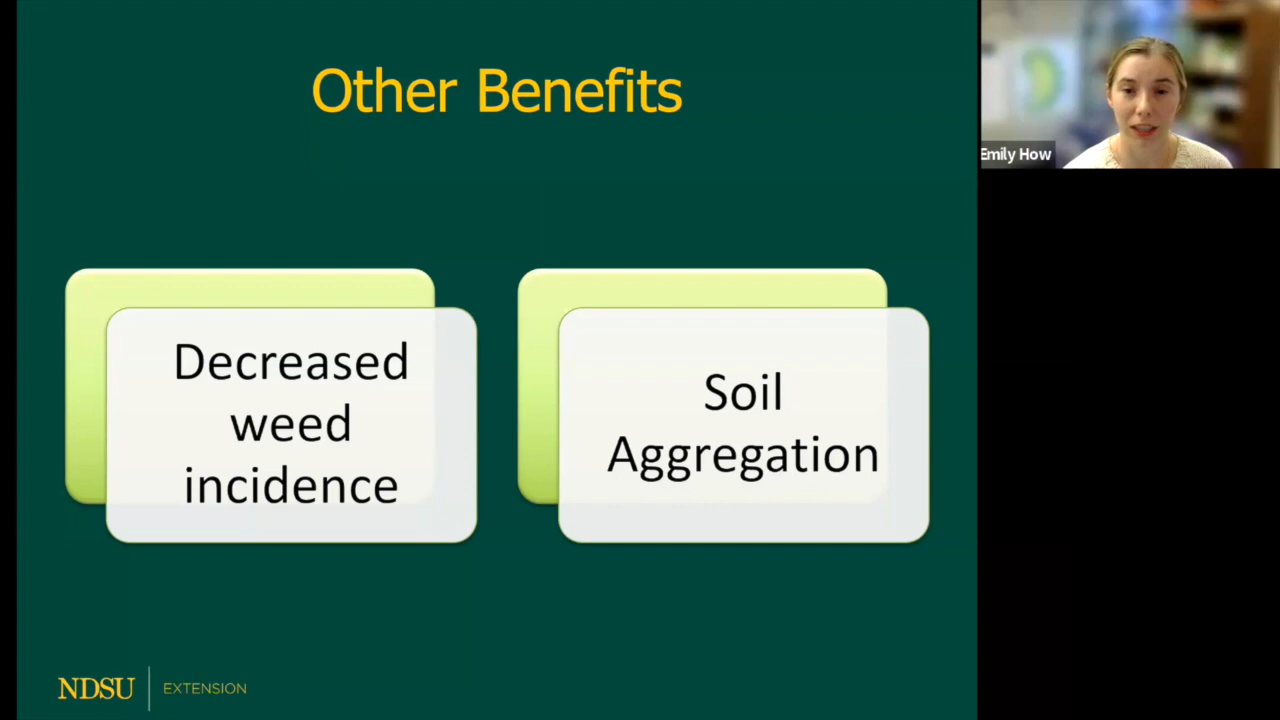 Other Benefits
Emily How
Decreased
weed
incidence
Soil
Aggregation
NDSU
EXTENSION